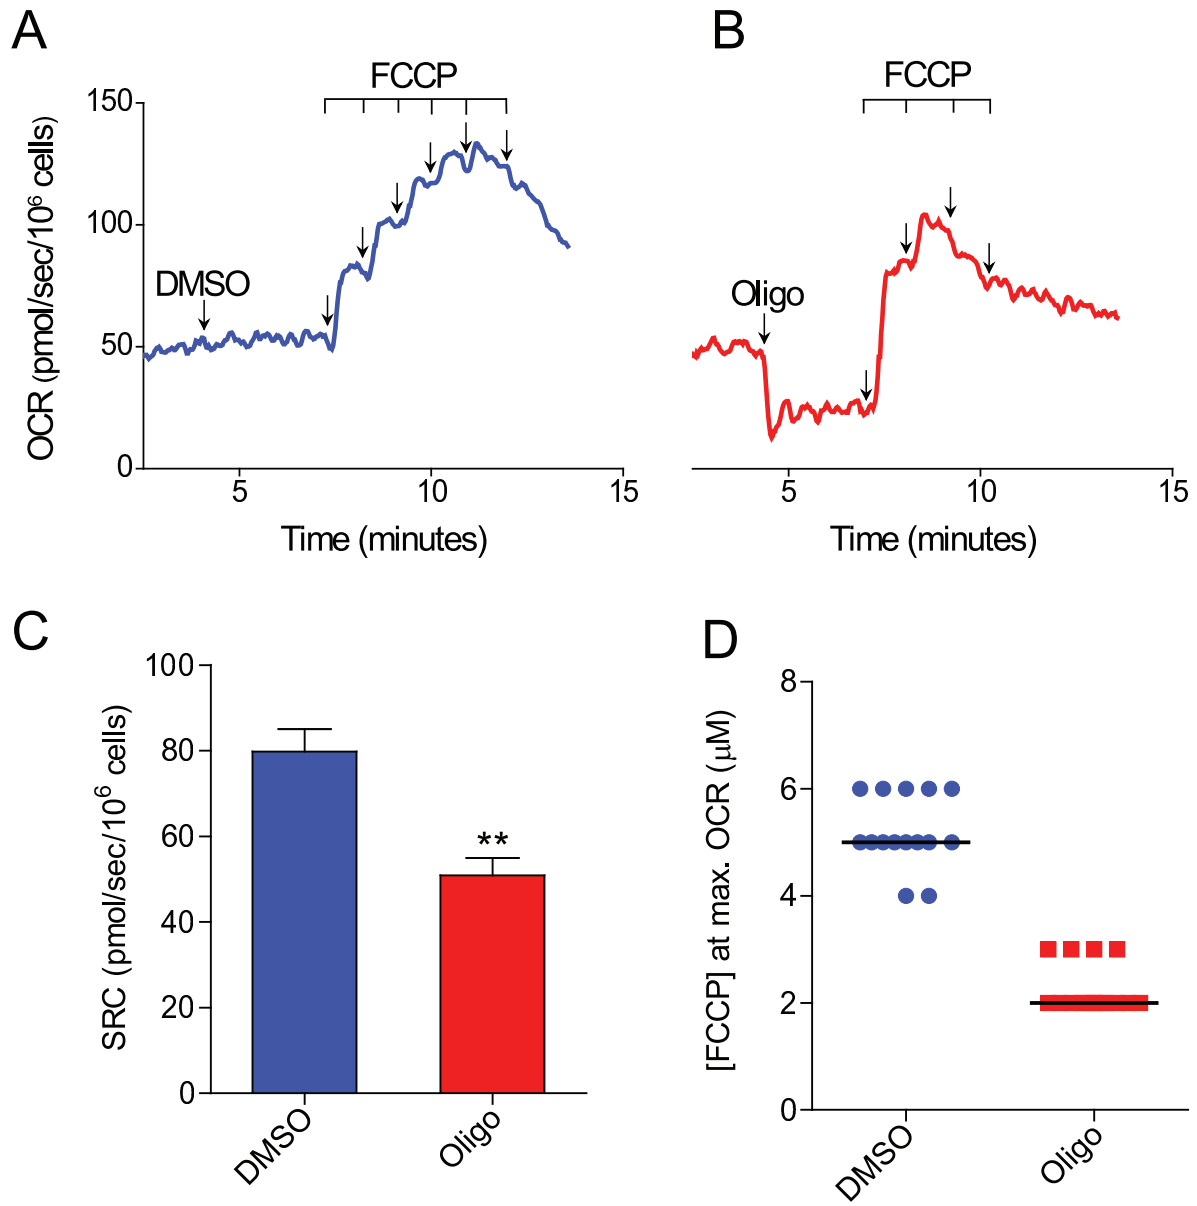 A
FCCP
150
100
50
0
DMSO
OCR (pmol/sec/10⁶ cells)
5
10
15
Time (minutes)
B
FCCP
Oligo
5
10
15
Time (minutes)
C
100
80
60
40
20
0
SRC (pmol/sec/10⁶ cells)
**
DMSO
Oligo
D
8
6
4
2
0
[FCCP] at max. OCR (µM)
DMSO
Oligo